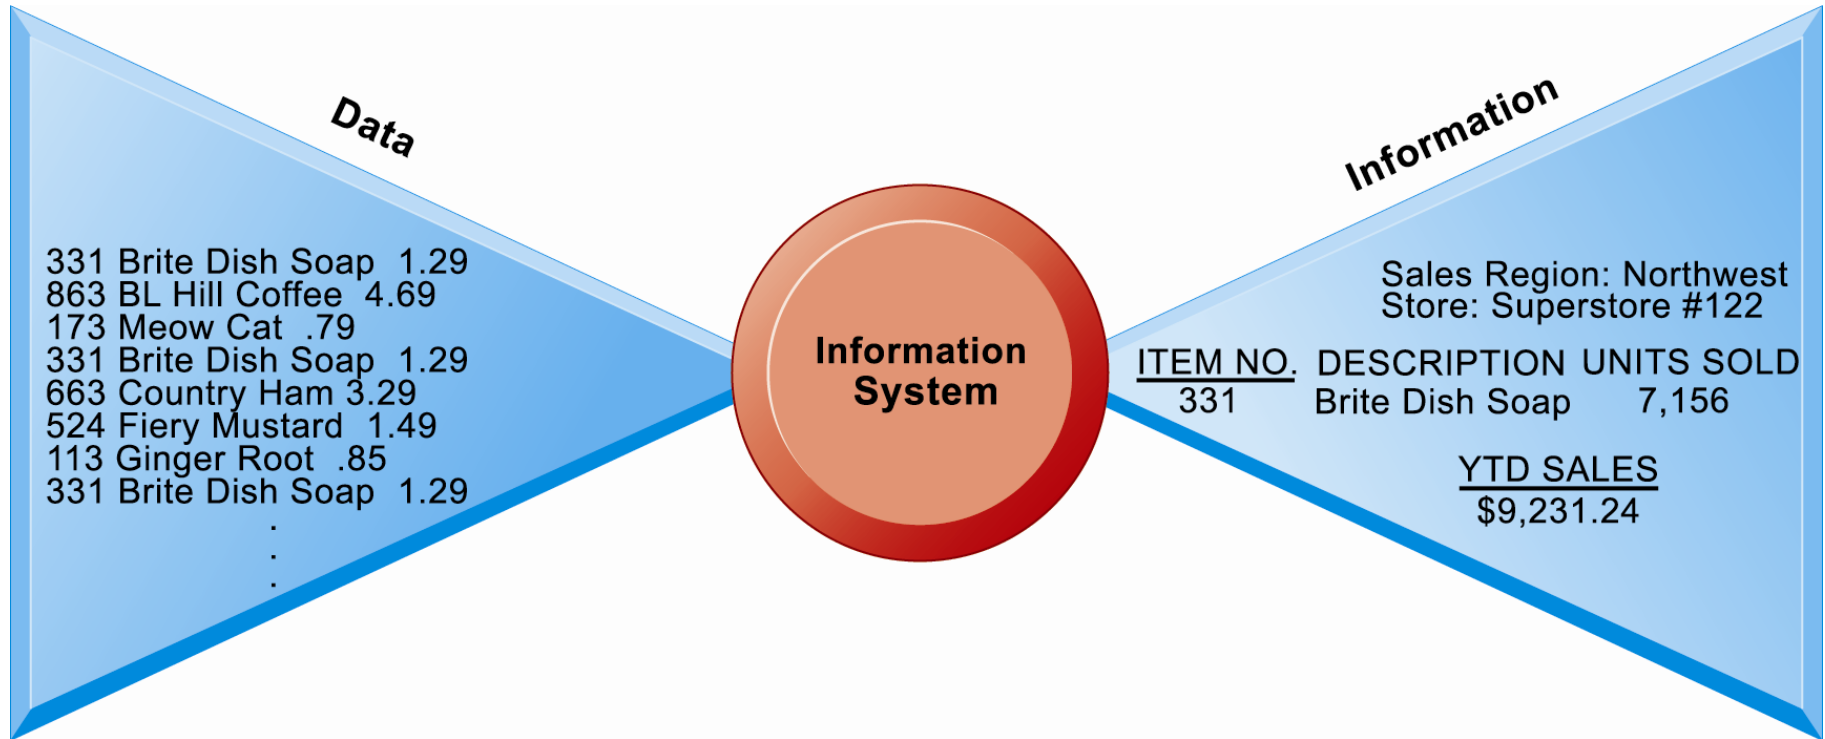 Data
331 Brite Dish Soap 1.29
863 BL Hill Coffee 4.69
173 Meow Cat .79
331 Brite Dish Soap 1.29
663 Country Ham 3.29
524 Fiery Mustard 1.49
113 Ginger Root .85
331 Brite Dish Soap 1.29
.
.
.
Information
System
Information
Sales Region: Northwest
Store: Superstore #122
ITEM NO. DESCRIPTION UNITS SOLD
331 Brite Dish Soap 7,156
YTD SALES
$9,231.24